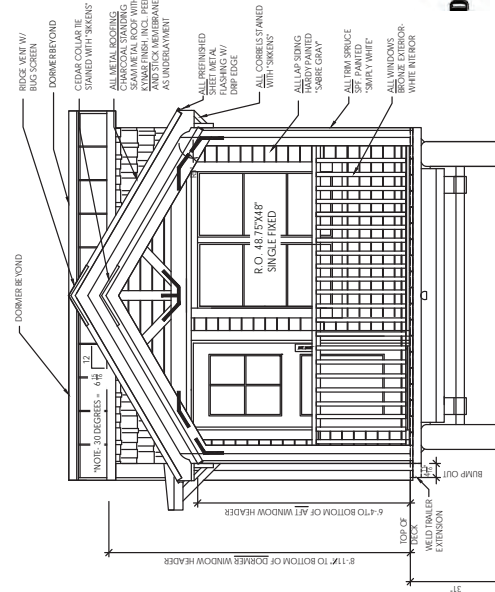 DORMER BEYOND
RIDGE VENT W/
BUG SCREEN
DORMER BEYOND
CEDAR COLLAR TIE
STAINED WITH "SIKKENS"
ALL METAL ROOFING
CHARCOAL STANDING
SEAM METAL ROOF WITH
KYNAR FINISH. INCL. PEEL
AND STICK MEMEBRANE
AS UNDERLAYMENT
ALL PREFINISHED
SHEET METAL
FLASHING W/
DRIP EDGE
ALL CORBELS STAINED
WITH "SIKKENS"
ALL LAP SIDING
HARDY PAINTED
"SABRE GRAY"
ALL TRIM SPRUCE
SPF. PAINTED
"SIMPLY WHITE"
ALL WINDOWS
BRONZE EXTERIOR-
WHITE INTERIOR
12
"NOTE: 30 DEGREES = 6 15/16
R.O. 48.75"X48"
SINGLE FIXED
6'-4" TO BOTTOM OF AFT WINDOW HEADER
TO BOTTOM OF DORMER WINDOW HEADER
TOP OF
DECK
WELD TRAILER
EXTENSION
BUMP OUT
31"
D